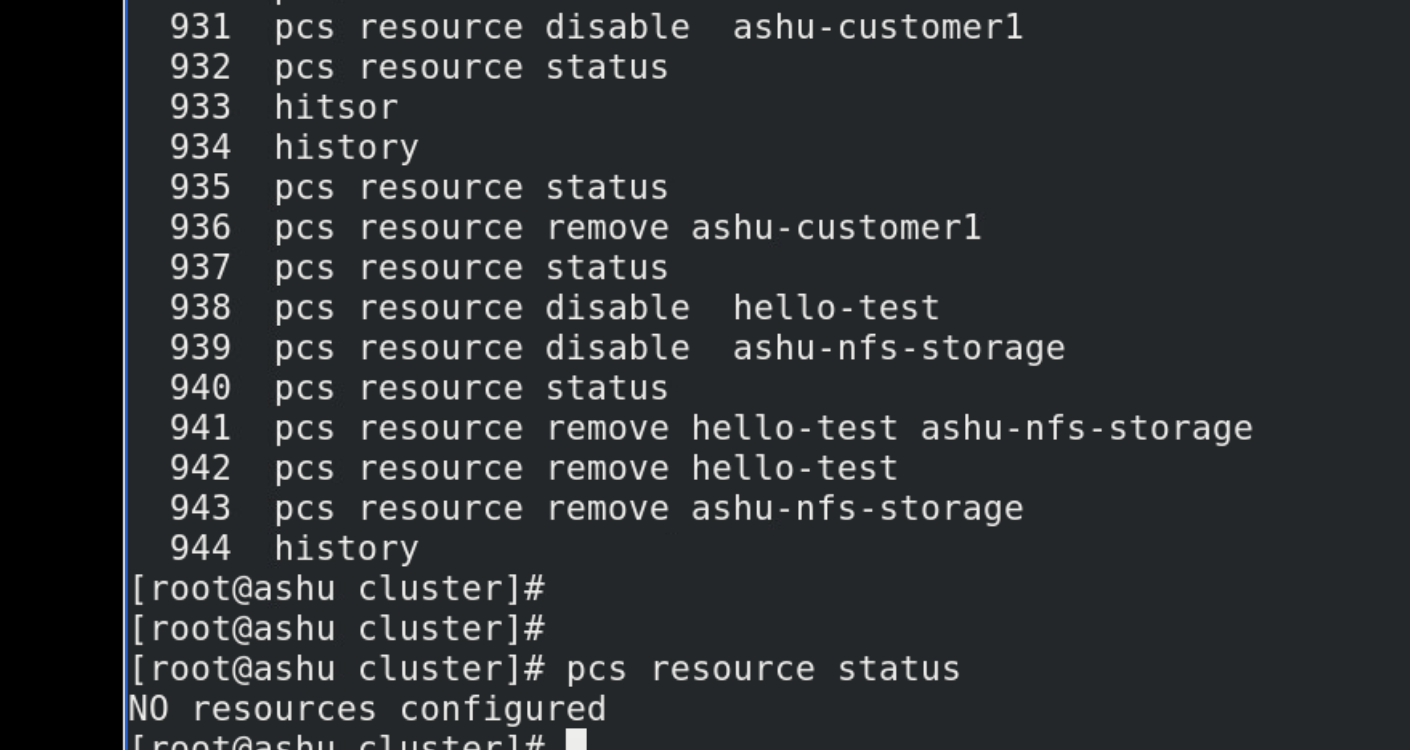 931  pcs resource disable  ashu-customer1
932  pcs resource status
933  hitsor
934  history
935  pcs resource status
936  pcs resource remove ashu-customer1
937  pcs resource status
938  pcs resource disable  hello-test
939  pcs resource disable  ashu-nfs-storage
940  pcs resource status
941  pcs resource remove hello-test ashu-nfs-storage
942  pcs resource remove hello-test
943  pcs resource remove ashu-nfs-storage
944  history
[root@ashu cluster]#
[root@ashu cluster]#
[root@ashu cluster]# pcs resource status
NO resources configured
[root@ashu cluster]#